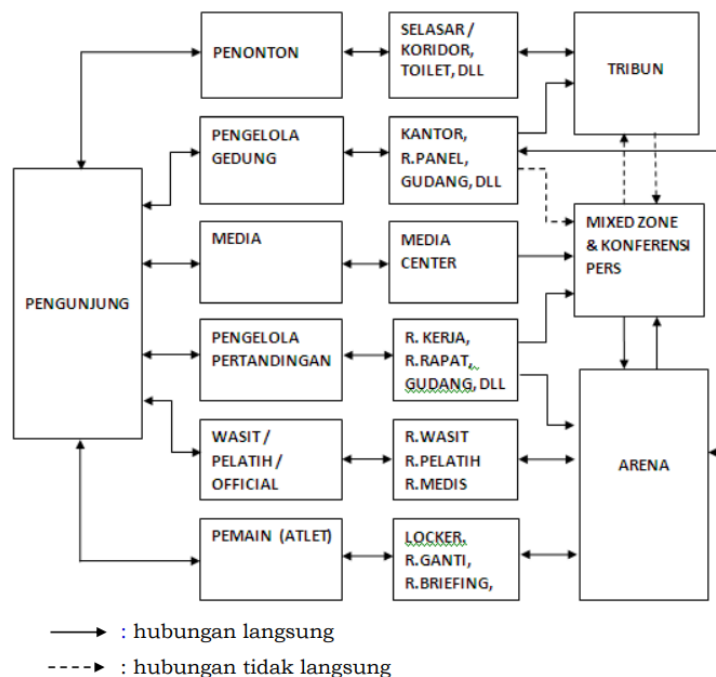 PENGUNJUNG
PENONTON
SELASAR /
KORIDOR,
TOILET, DLL
TRIBUN
PENGELOLA
GEDUNG
KANTOR,
R.PANEL,
GUDANG, DLL
MEDIA
MEDIA
CENTER
MIXED ZONE
& KONFERENSI
PERS
PENGELOLA
PERTANDINGAN
R. KERJA,
R.RAPAT,
GUDANG, DLL
WASIT /
PELATIH /
OFFICIAL
R.WASIT
R.PELATIH
R.MEDIS
ARENA
PEMAIN (ATLET)
LOCKER,
R.GANTI,
R.BRIEFING,
: hubungan langsung
: hubungan tidak langsung